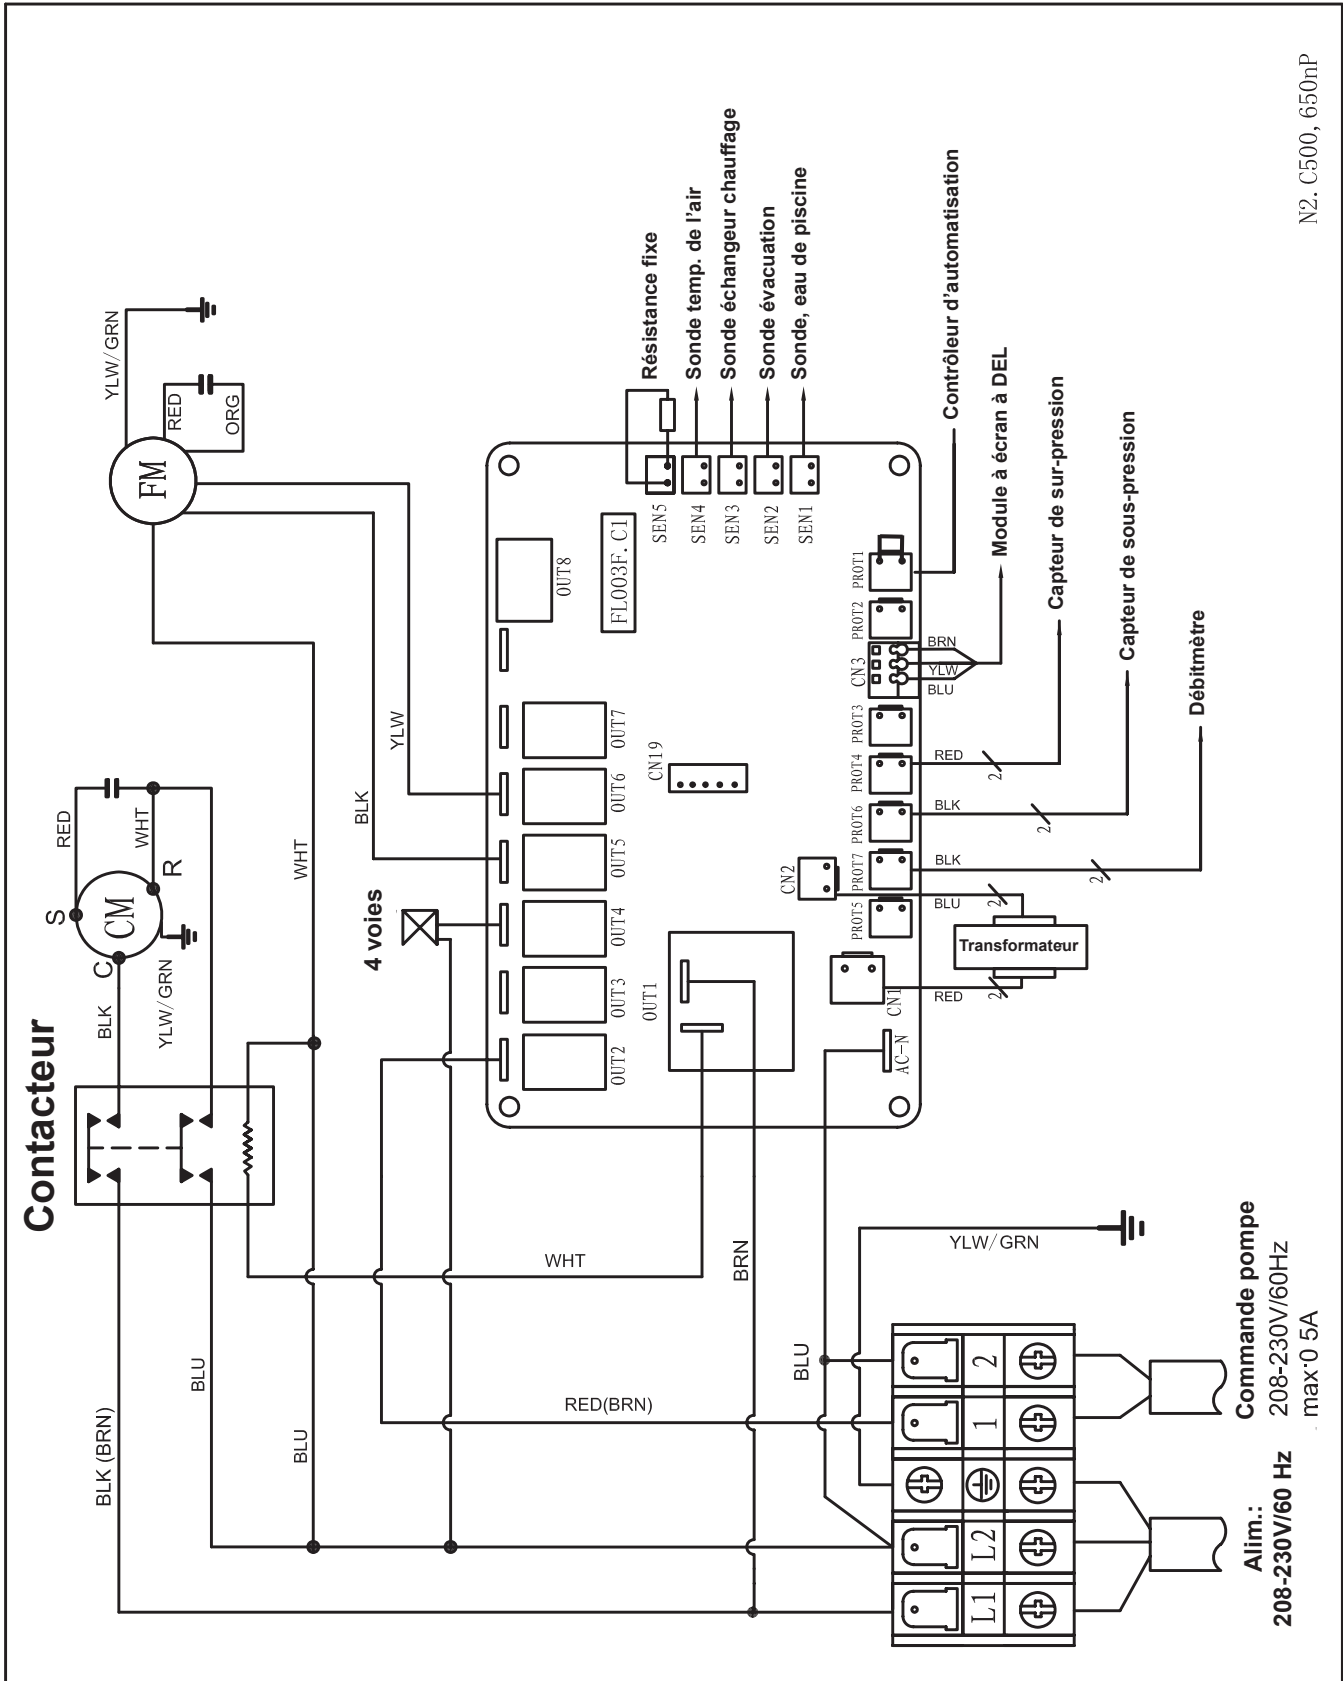 Contacteur
S
RED
C
CM
R
WHT
BLK
YLW/GRN
YLW/GRN
FM
RED
ORG
WHT
BLK
YLW
4 voies
OUT2
OUT3
OUT4
OUT5
OUT6
OUT7
OUT8
OUT1
CN19
FL003F.C1
SEN5
SEN4
SEN3
SEN2
SEN1
Résistance fixe
Sonde temp. de l'air
Sonde échangeur chauffage
Sonde évacuation
Sonde, eau de piscine
AC-N
CN1
CN2
PROT5
PROT7
PROT6
PROT4
PROT3
CN3
PROT2
PROT1
RED
2
BLU
2
Transformateur
BLK
2
BLK
2
RED
2
BLU
YLW
BRN
Contrôleur d'automatisation
Module à écran à DEL
Capteur de sur-pression
Capteur de sous-pression
Débitmètre
BLK (BRN)
BLU
BLU
WHT
RED(BRN)
BRN
BLU
YLW/GRN
L1
L2
1
2
Alim.:
208-230V/60 Hz
Commande pompe
208-230V/60Hz
max:0 5A
N2. C500, 650nP